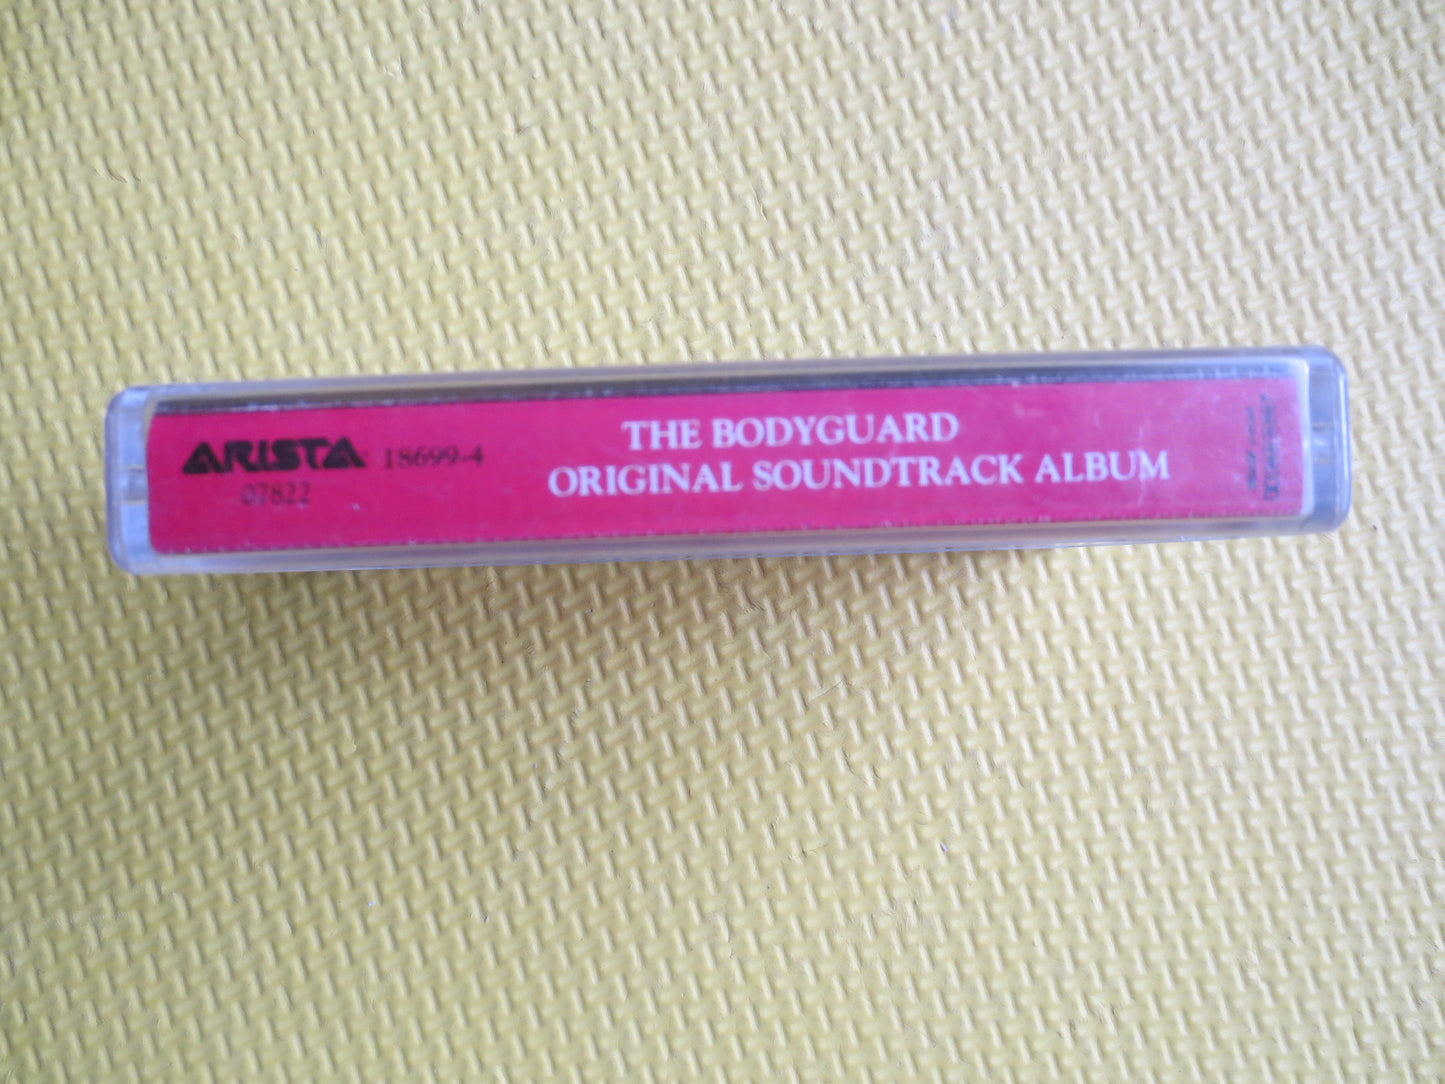 ARISTA 18699-4
07822
THE BODYGUARD
ORIGINAL SOUNDTRACK ALBUM